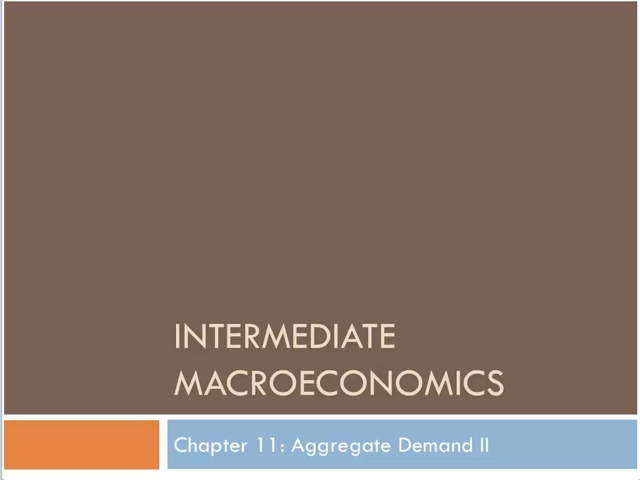 INTERMEDIATE
MACROECONOMICS
Chapter 11: Aggregate Demand II